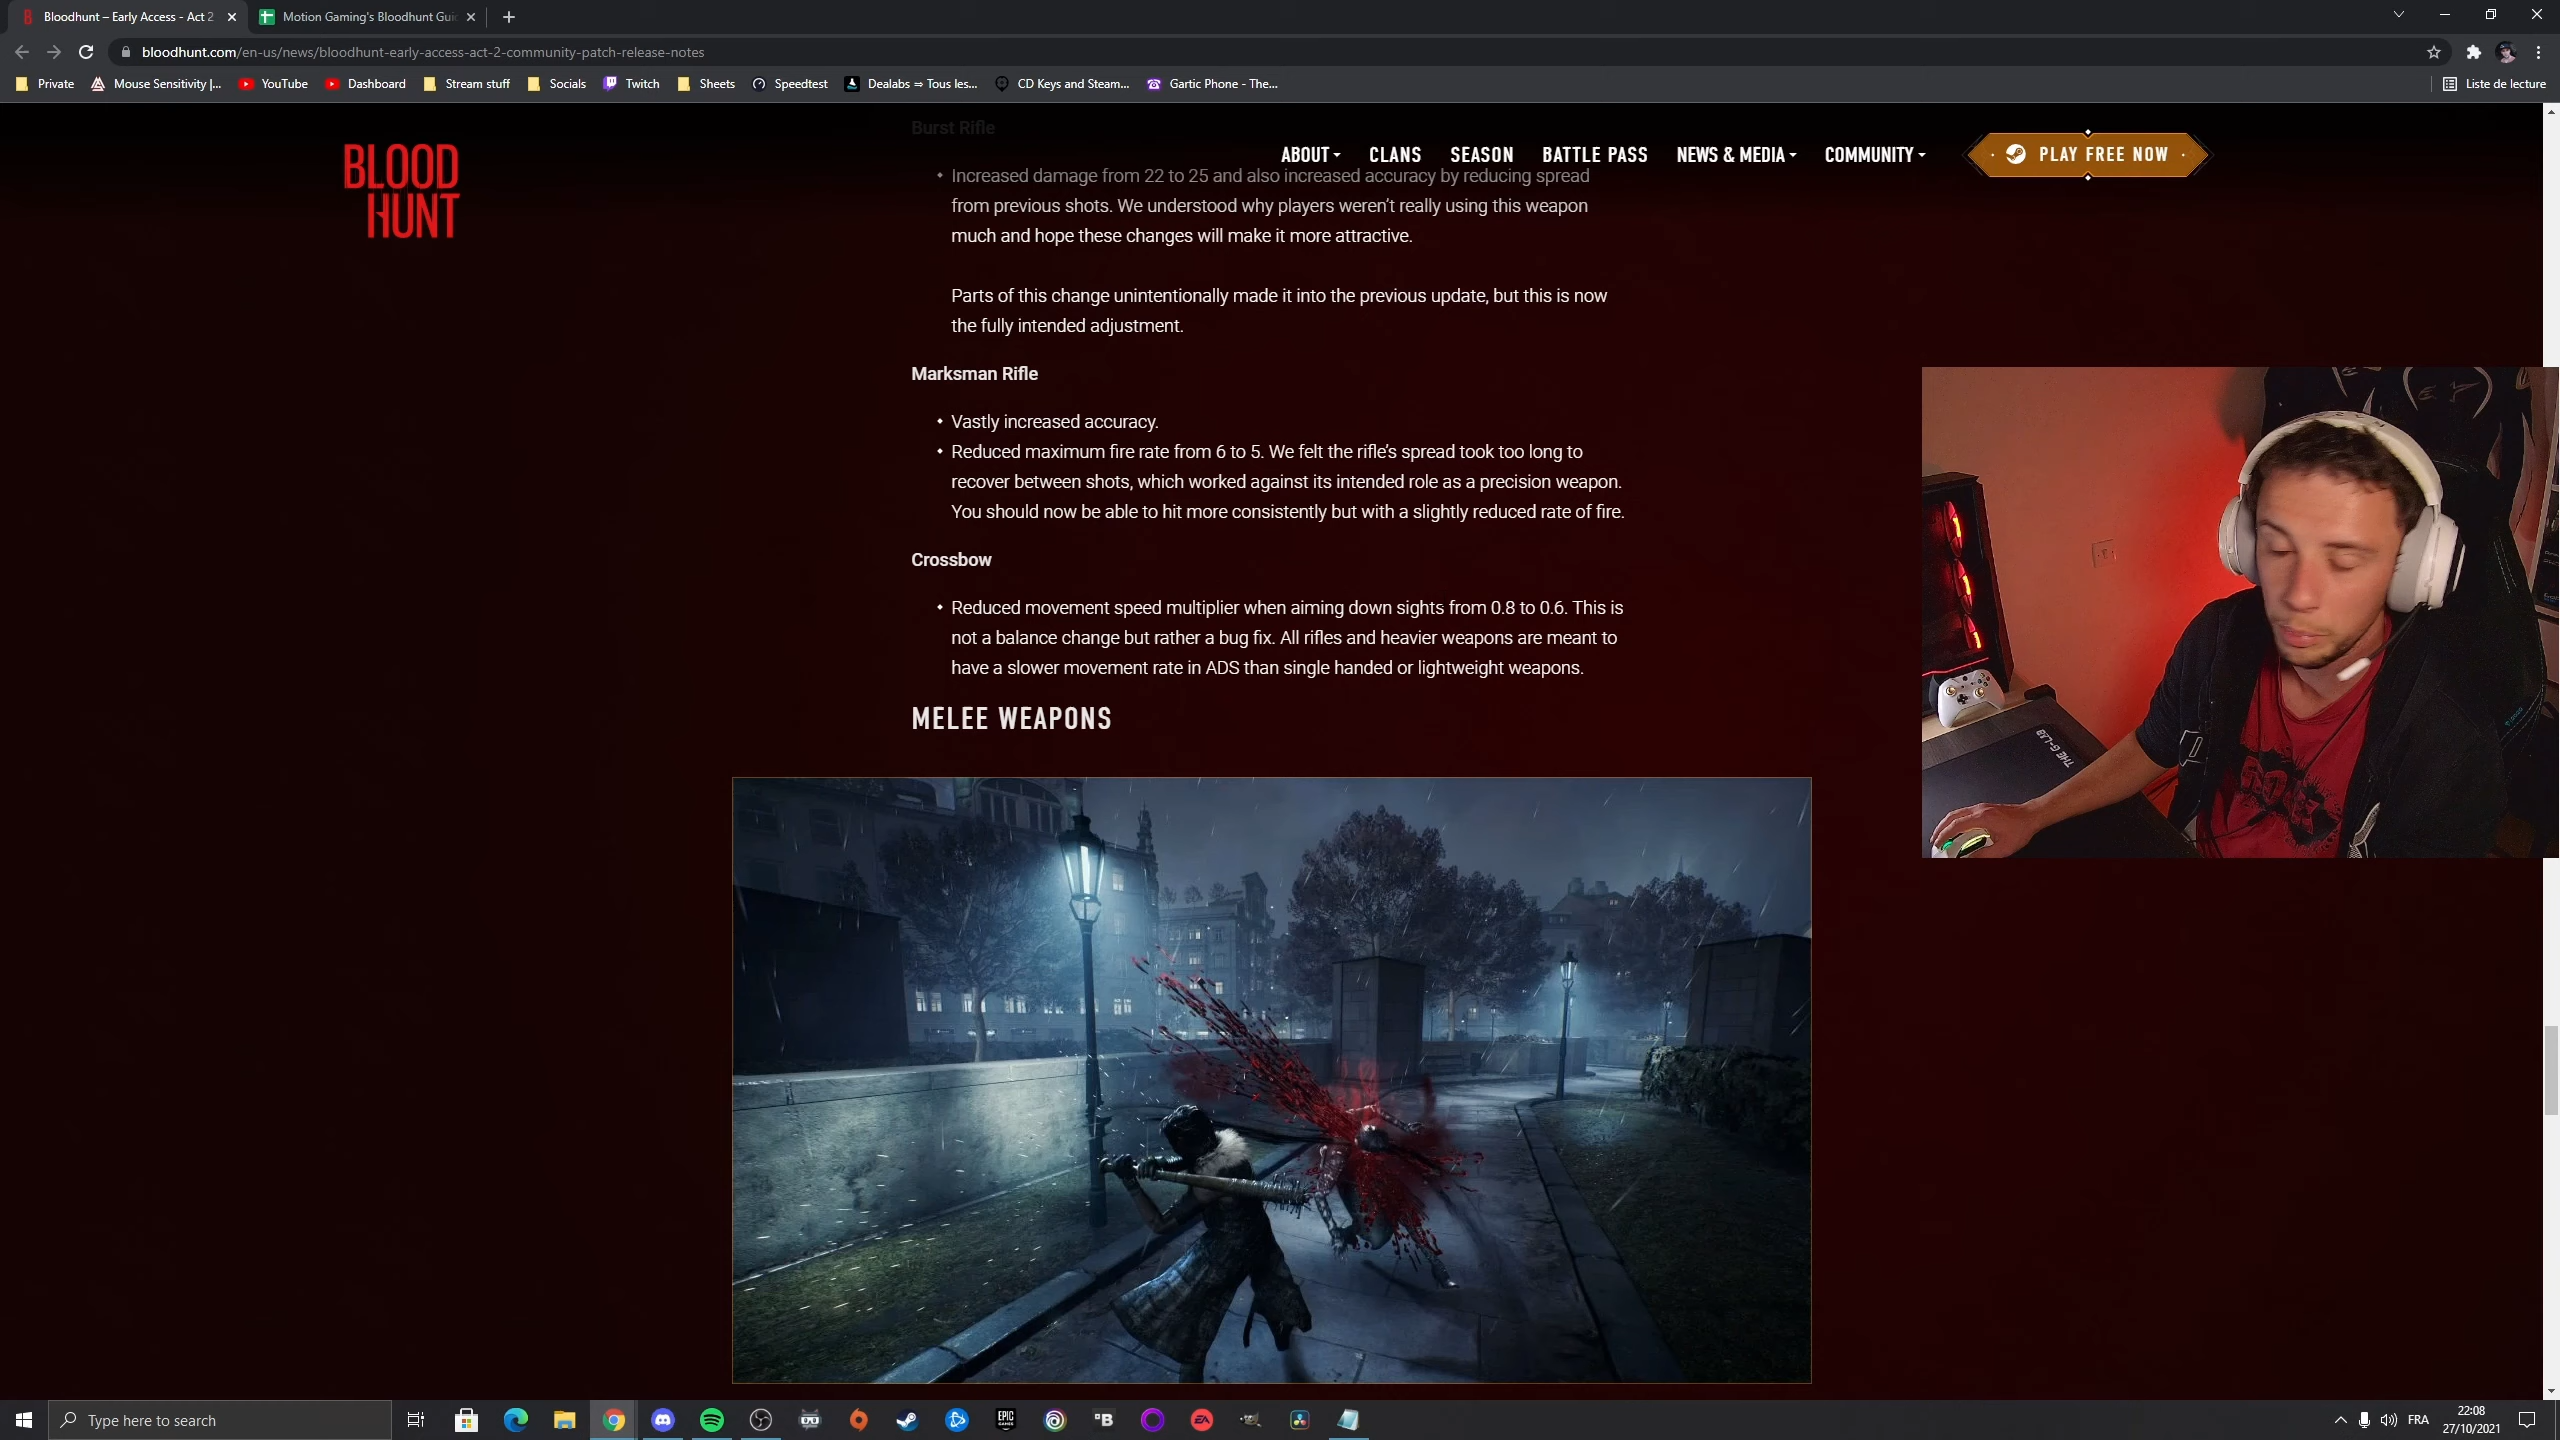 Bloodhunt – Early Access - Act 2
Motion Gaming's Bloodhunt Gui
bloodhunt.com/en-us/news/bloodhunt-early-access-act-2-community-patch-release-notes
Private Mouse Sensitivity |... YouTube Dashboard Stream stuff Socials Twitch Sheets Speedtest Dealabs ⇒ Tous les... CD Keys and Steam... Gartic Phone - The... Liste de lecture
BLOOD
HUNT
ABOUT CLANS SEASON BATTLE PASS NEWS & MEDIA COMMUNITY PLAY FREE NOW
Burst Rifle
• Increased damage from 22 to 25 and also increased accuracy by reducing spread
from previous shots. We understood why players weren’t really using this weapon
much and hope these changes will make it more attractive.
Parts of this change unintentionally made it into the previous update, but this is now
the fully intended adjustment.
Marksman Rifle
• Vastly increased accuracy.
• Reduced maximum fire rate from 6 to 5. We felt the rifle’s spread took too long to
recover between shots, which worked against its intended role as a precision weapon.
You should now be able to hit more consistently but with a slightly reduced rate of fire.
Crossbow
• Reduced movement speed multiplier when aiming down sights from 0.8 to 0.6. This is
not a balance change but rather a bug fix. All rifles and heavier weapons are meant to
have a slower movement rate in ADS than single handed or lightweight weapons.
MELEE WEAPONS
THE G-LAB
Type here to search
EPIC GAMES
B
EA
FRA
22:08
27/10/2021